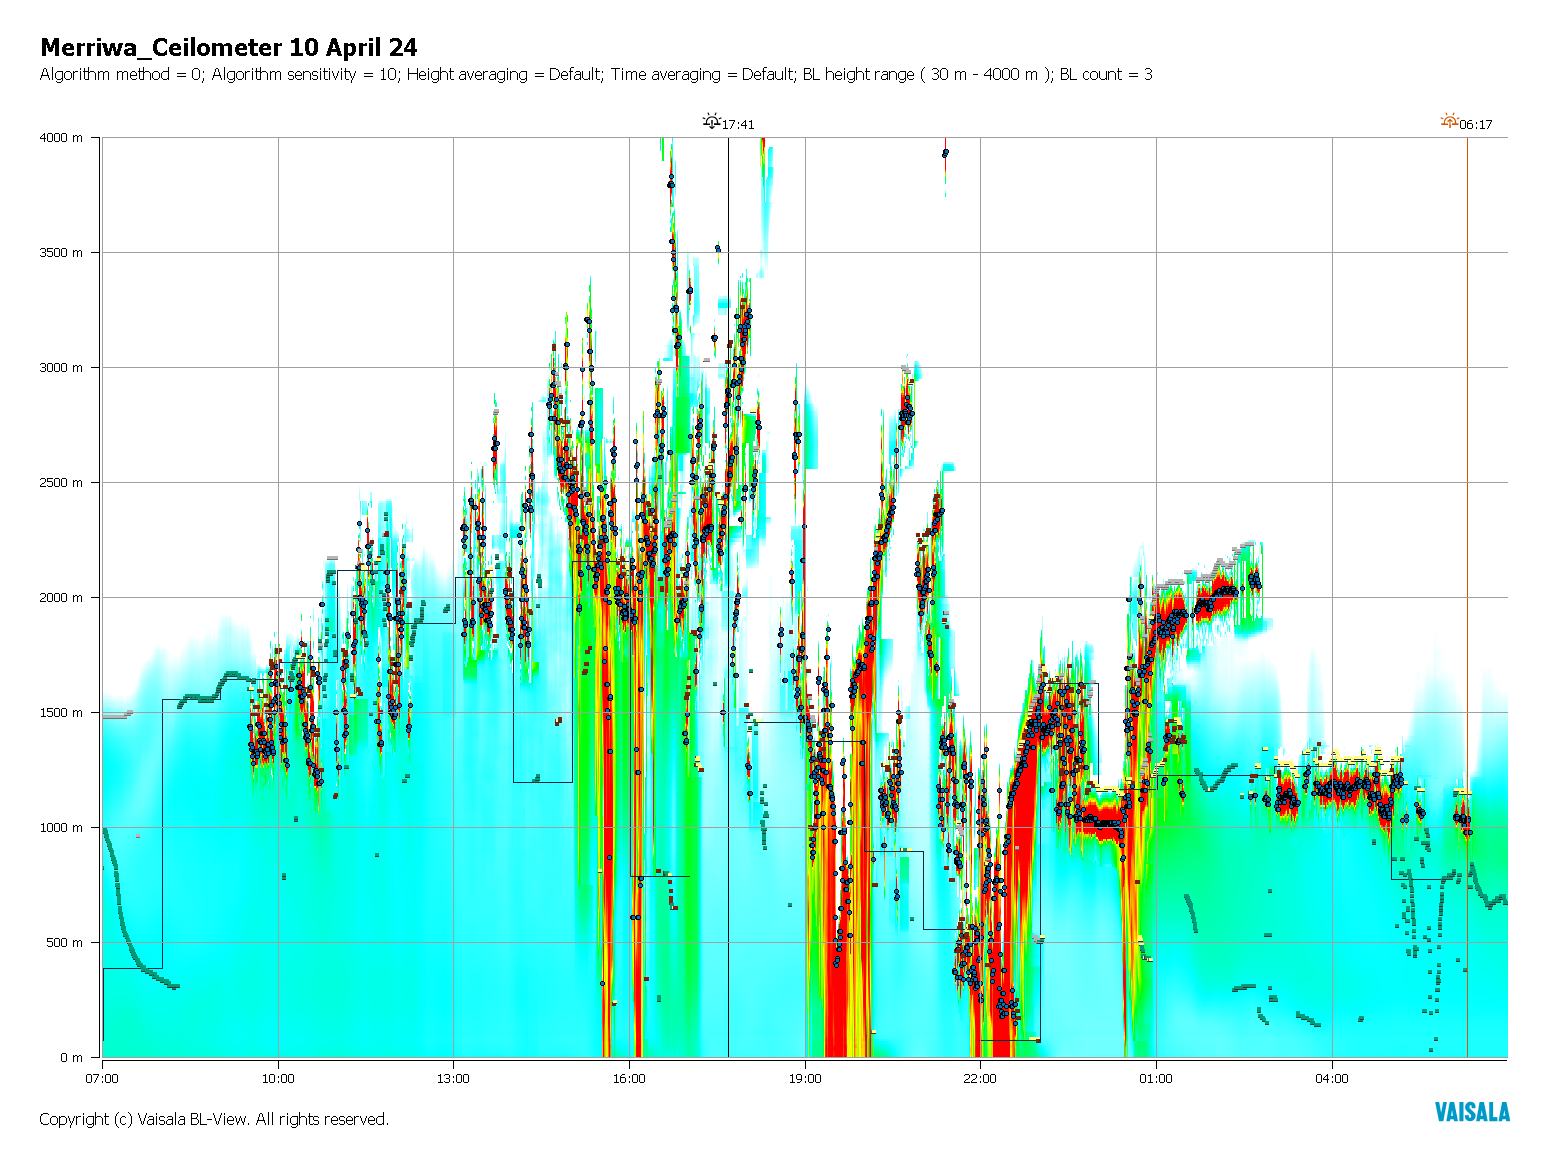 Merriwa_Ceilometer 10 April 24
Algorithm method = 0; Algorithm sensitivity = 10; Height averaging = Default; Time averaging = Default; BL height range ( 30 m - 4000 m ); BL count = 3
17:41
06:17
4000 m
3500 m
3000 m
2500 m
2000 m
1500 m
1000 m
500 m
0 m
07:00
10:00
13:00
16:00
19:00
22:00
01:00
04:00
Copyright (c) Vaisala BL-View. All rights reserved.
VAISALA